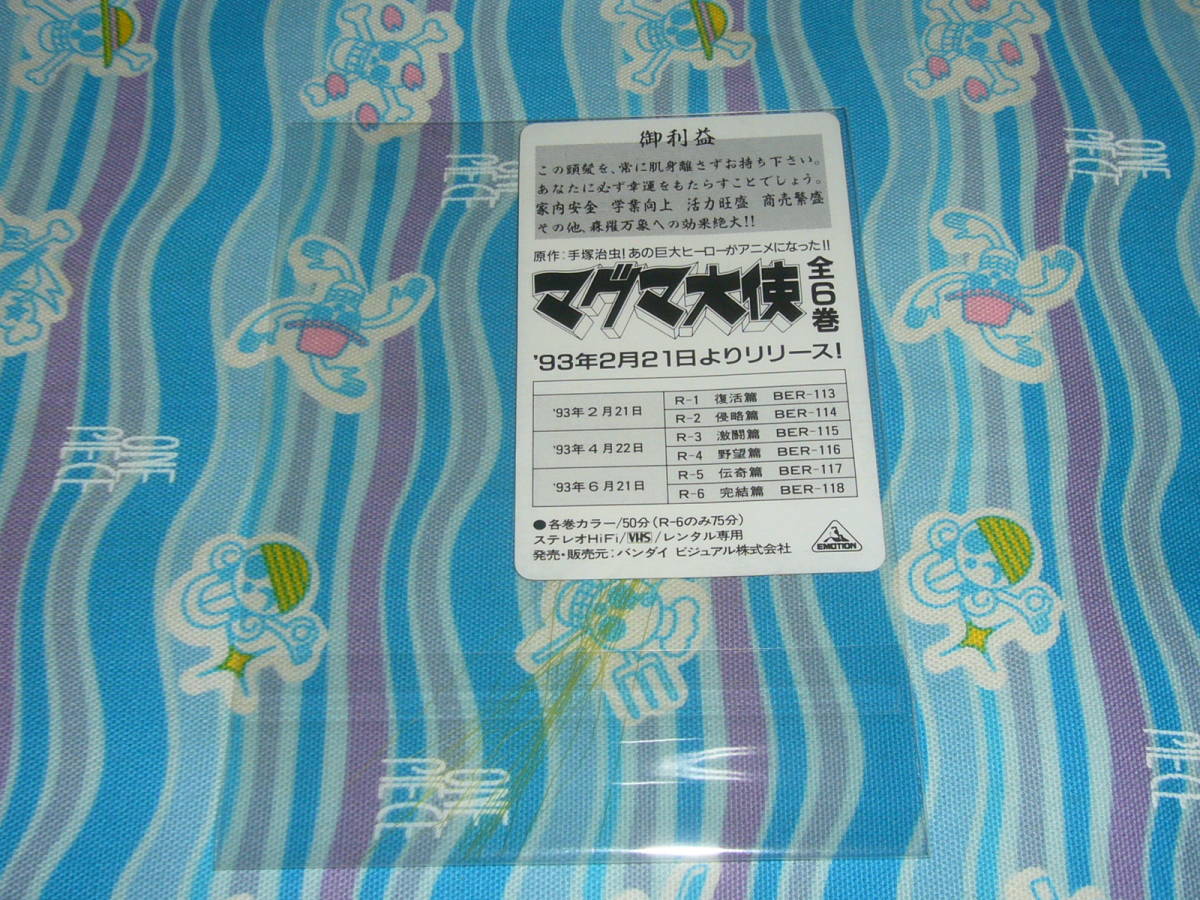 御利益
この頭髪を、常に肌身離さずお持ち下さい。
あなたに必ず幸運をもたらすことでしょう。
家内安全 学業向上 活力旺盛 商売繁盛
その他、森羅万象への効果絶大!!
原作:手塚治虫!あの巨大ヒーローがアニメになった!!
マグマ大使 全6巻
'93年2月21日よりリリース!
'93年2月21日 R-1 復活篇 BER-113
R-2 侵略篇 BER-114
'93年4月22日 R-3 激闘篇 BER-115
R-4 野望篇 BER-116
'93年6月21日 R-5 伝奇篇 BER-117
R-6 完結篇 BER-118
●各巻カラー/50分(R-6のみ75分)
ステレオHiFi/VHS/レンタル専用
発売・販売元:バンダイ ビジュアル株式会社
EMOTION
ONE PIECE
ONE PIECE
ONE PIECE
ONE PIECE